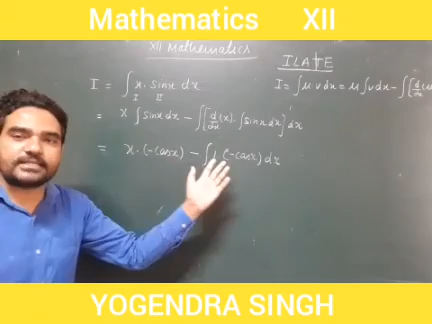 Mathematics XII
XII Mathematics
ILATE
I = ∫ x. sinx dx
I II
I = ∫ u v dx = u ∫ v dx - ∫ [ d/dx (u
= x ∫ sinx dx - ∫ [ d/dx (x) . ∫ sinx dx ] dx
= x . (-cosx) - ∫ 1 (-cosx) dx
YOGENDRA SINGH